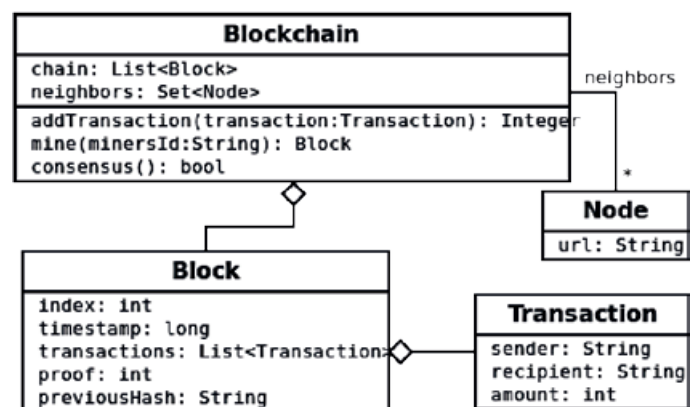 Blockchain
chain: List<Block>
neighbors: Set<Node>
addTransaction(transaction:Transaction): Integer
mine(minersId:String): Block
consensus(): bool
neighbors
*
Node
url: String
Block
index: int
timestamp: long
transactions: List<Transaction>
proof: int
previousHash: String
Transaction
sender: String
recipient: String
amount: int